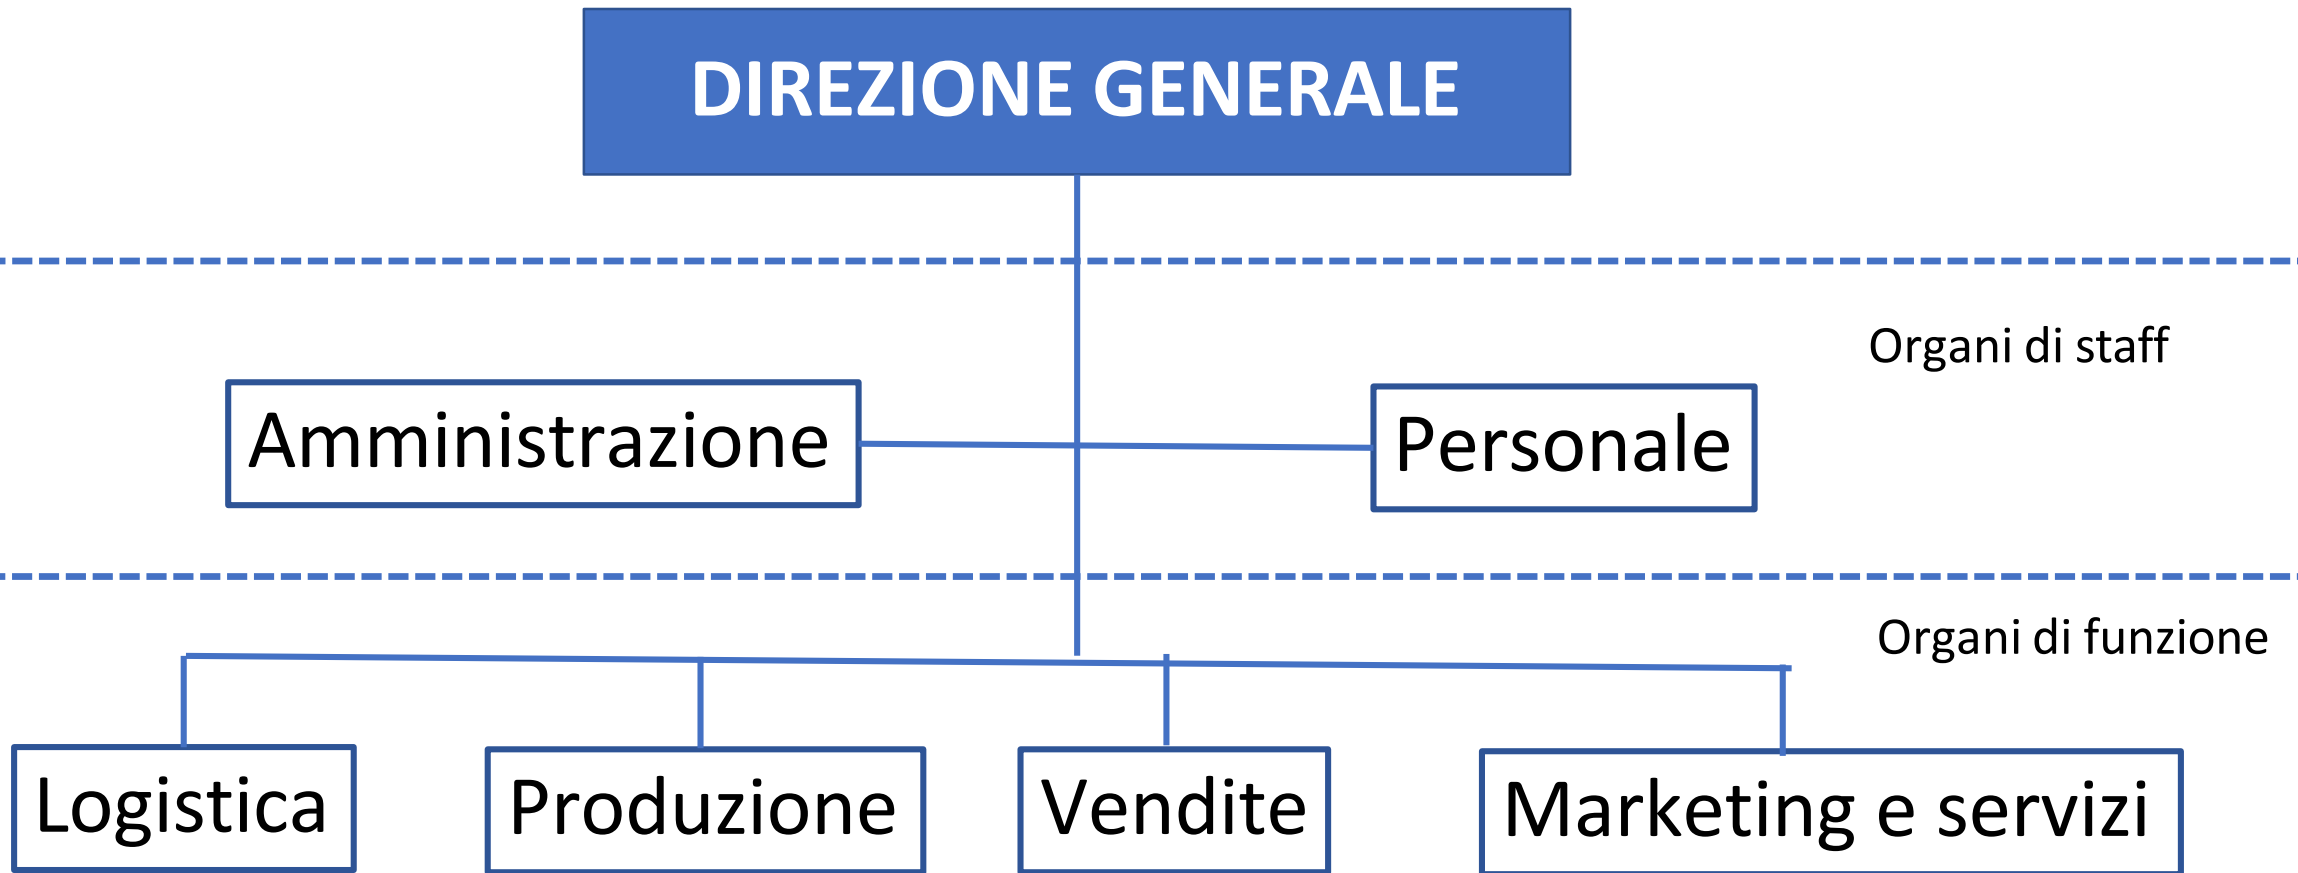 DIREZIONE GENERALE
Organi di staff
Amministrazione
Personale
Organi di funzione
Logistica
Produzione
Vendite
Marketing e servizi